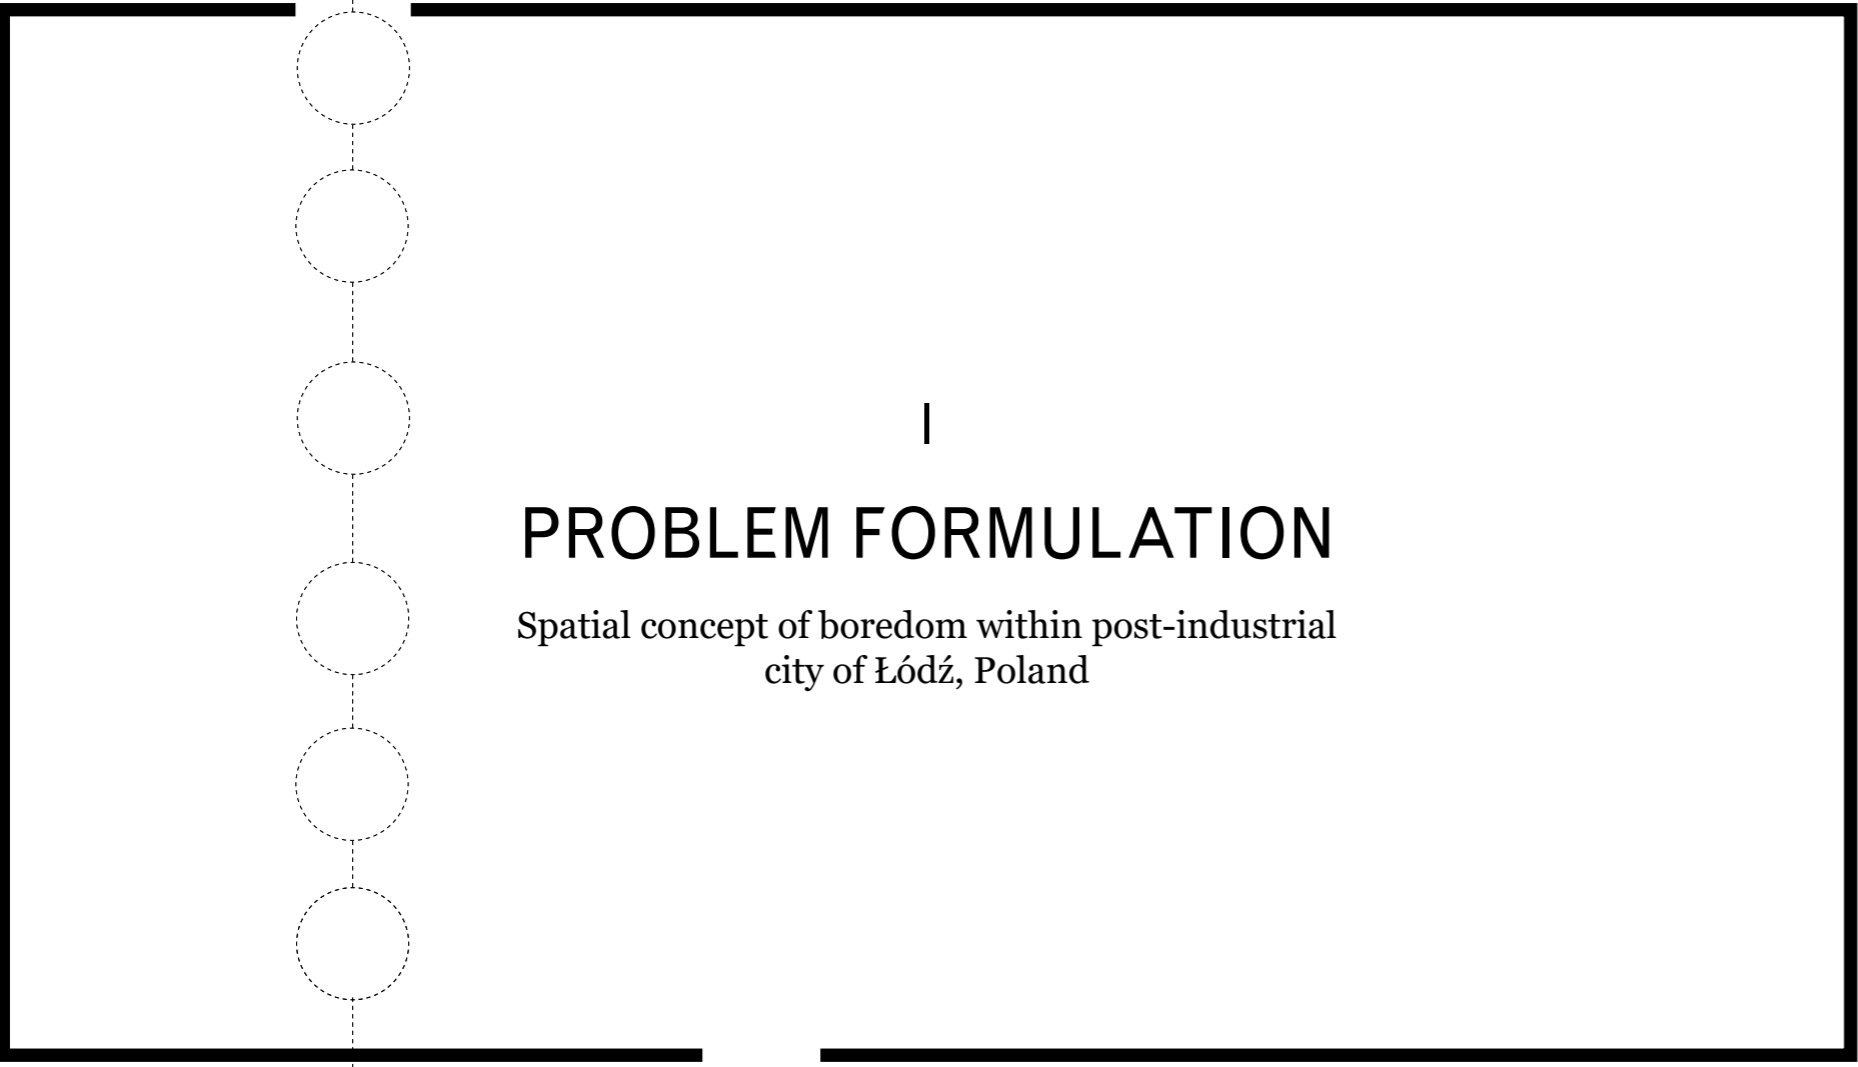 I
PROBLEM FORMULATION
Spatial concept of boredom within post-industrial
city of Łódź, Poland